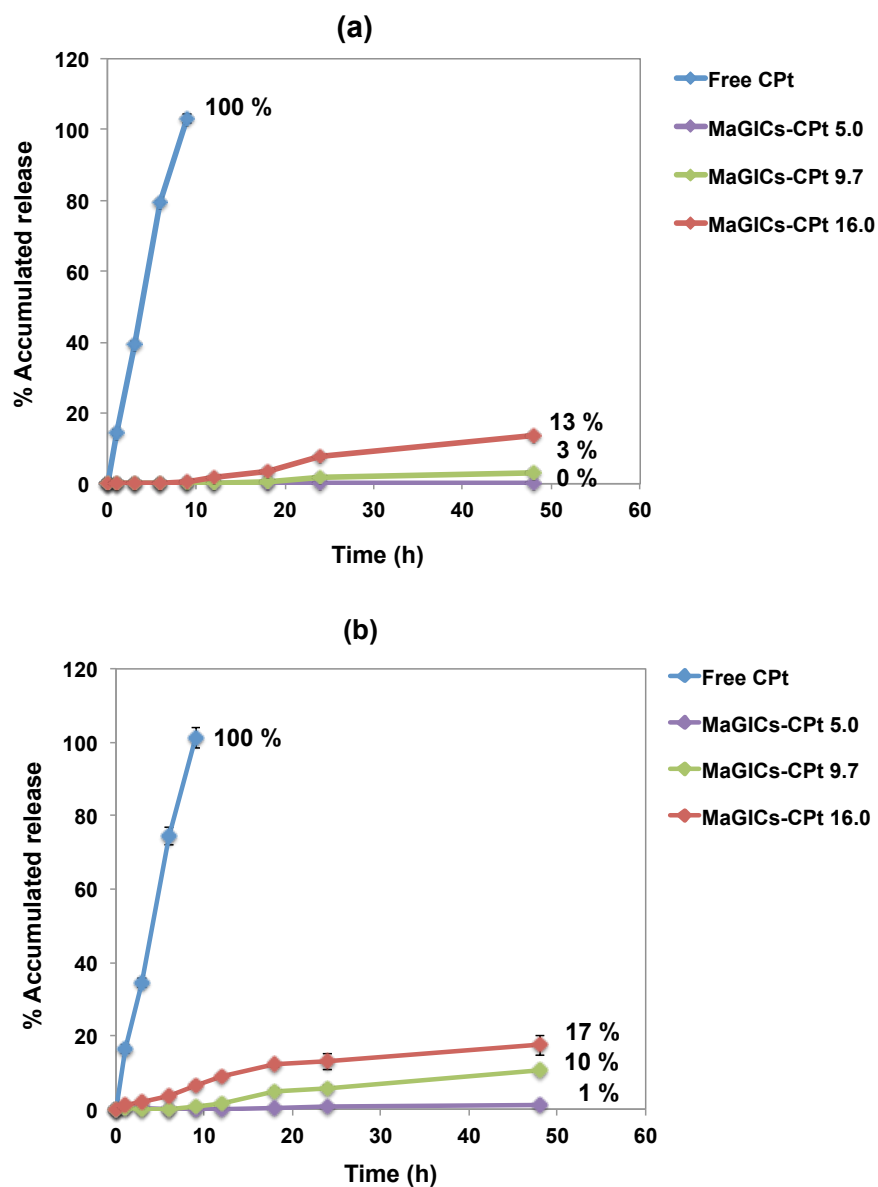 (a)
120
100
80
60
40
20
0
% Accumulated release
100 %
13 %
3 %
0 %
0 10 20 30 40 50 60
Time (h)
Free CPt
MaGICs-CPt 5.0
MaGICs-CPt 9.7
MaGICs-CPt 16.0
(b)
120
100
80
60
40
20
0
% Accumulated release
100 %
17 %
10 %
1 %
0 10 20 30 40 50 60
Time (h)
Free CPt
MaGICs-CPt 5.0
MaGICs-CPt 9.7
MaGICs-CPt 16.0